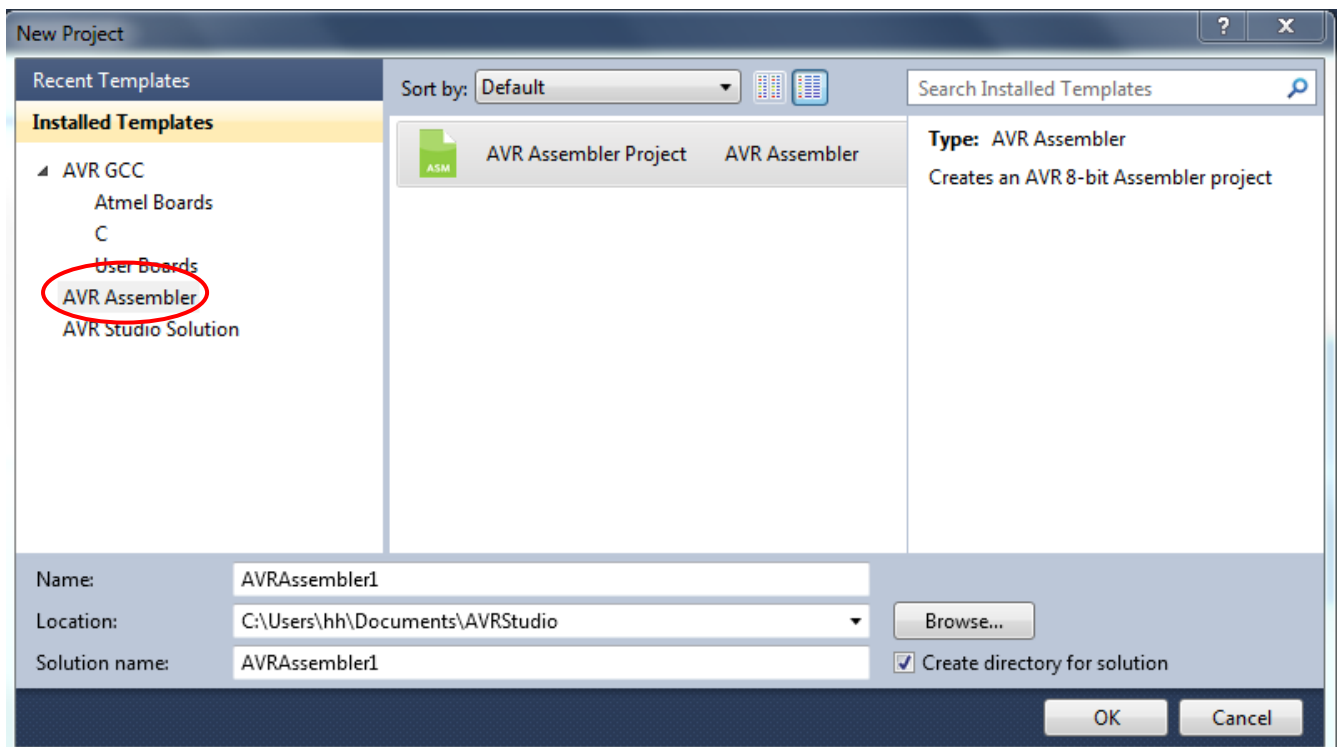 New Project
? X
Recent Templates
Installed Templates
AVR GCC
Atmel Boards
C
User Boards
AVR Assembler
AVR Studio Solution
Sort by: Default
ASM AVR Assembler Project AVR Assembler
Search Installed Templates
Type: AVR Assembler
Creates an AVR 8-bit Assembler project
Name: AVRAssembler1
Location: C:\Users\hh\Documents\AVRStudio Browse...
Solution name: AVRAssembler1 Create directory for solution
OK Cancel